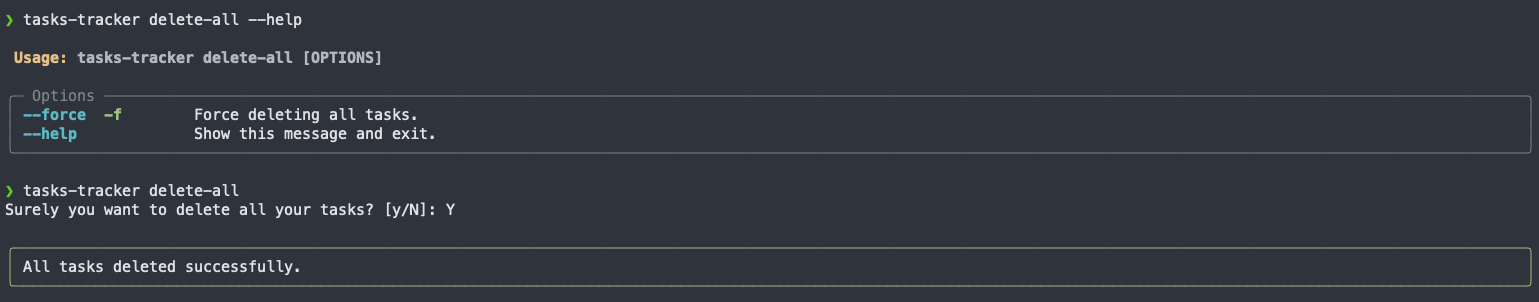 ❯ tasks-tracker delete-all --help
Usage: tasks-tracker delete-all [OPTIONS]
Options
--force -f Force deleting all tasks.
--help Show this message and exit.
❯ tasks-tracker delete-all
Surely you want to delete all your tasks? [y/N]: Y
All tasks deleted successfully.